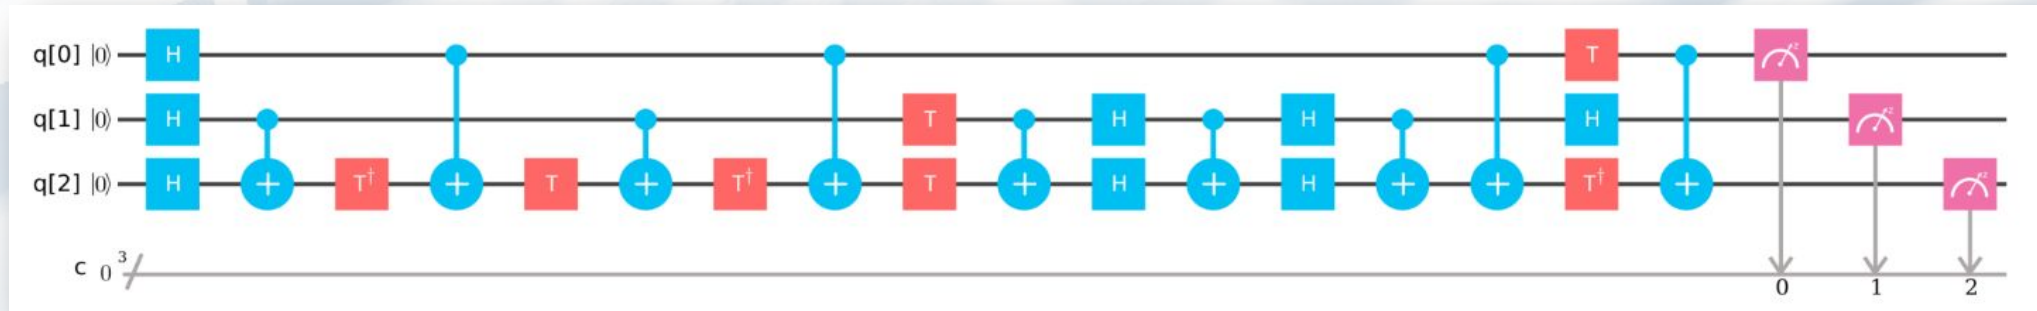 q[0] |0⟩ H T z
q[1] |0⟩ H T H H H z
q[2] |0⟩ H + T† + T + T† + T + H + H + + T† + z
c 0 3 0 1 2